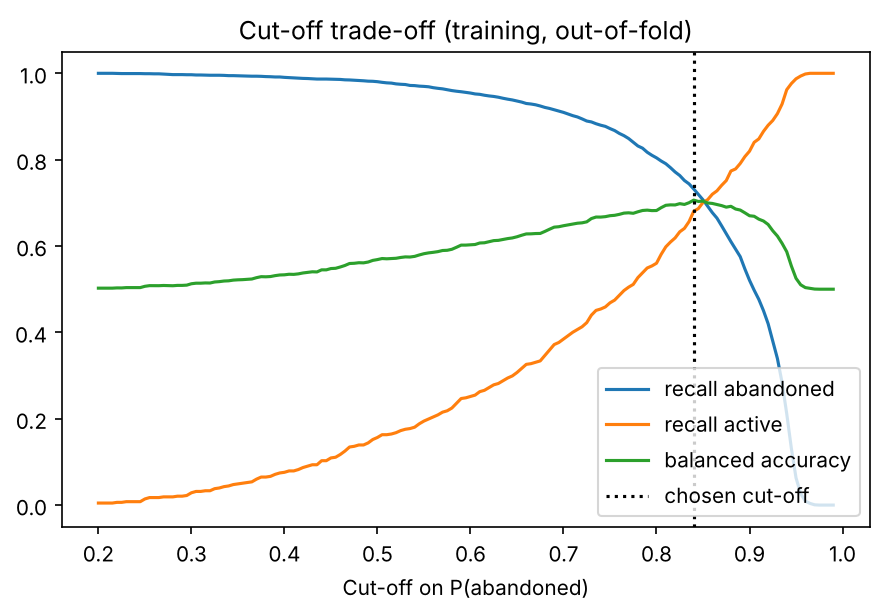 Cut-off trade-off (training, out-of-fold)
1.0
0.8
0.6
0.4
0.2
0.0
recall abandoned
recall active
balanced accuracy
chosen cut-off
0.2 0.3 0.4 0.5 0.6 0.7 0.8 0.9 1.0
Cut-off on P(abandoned)